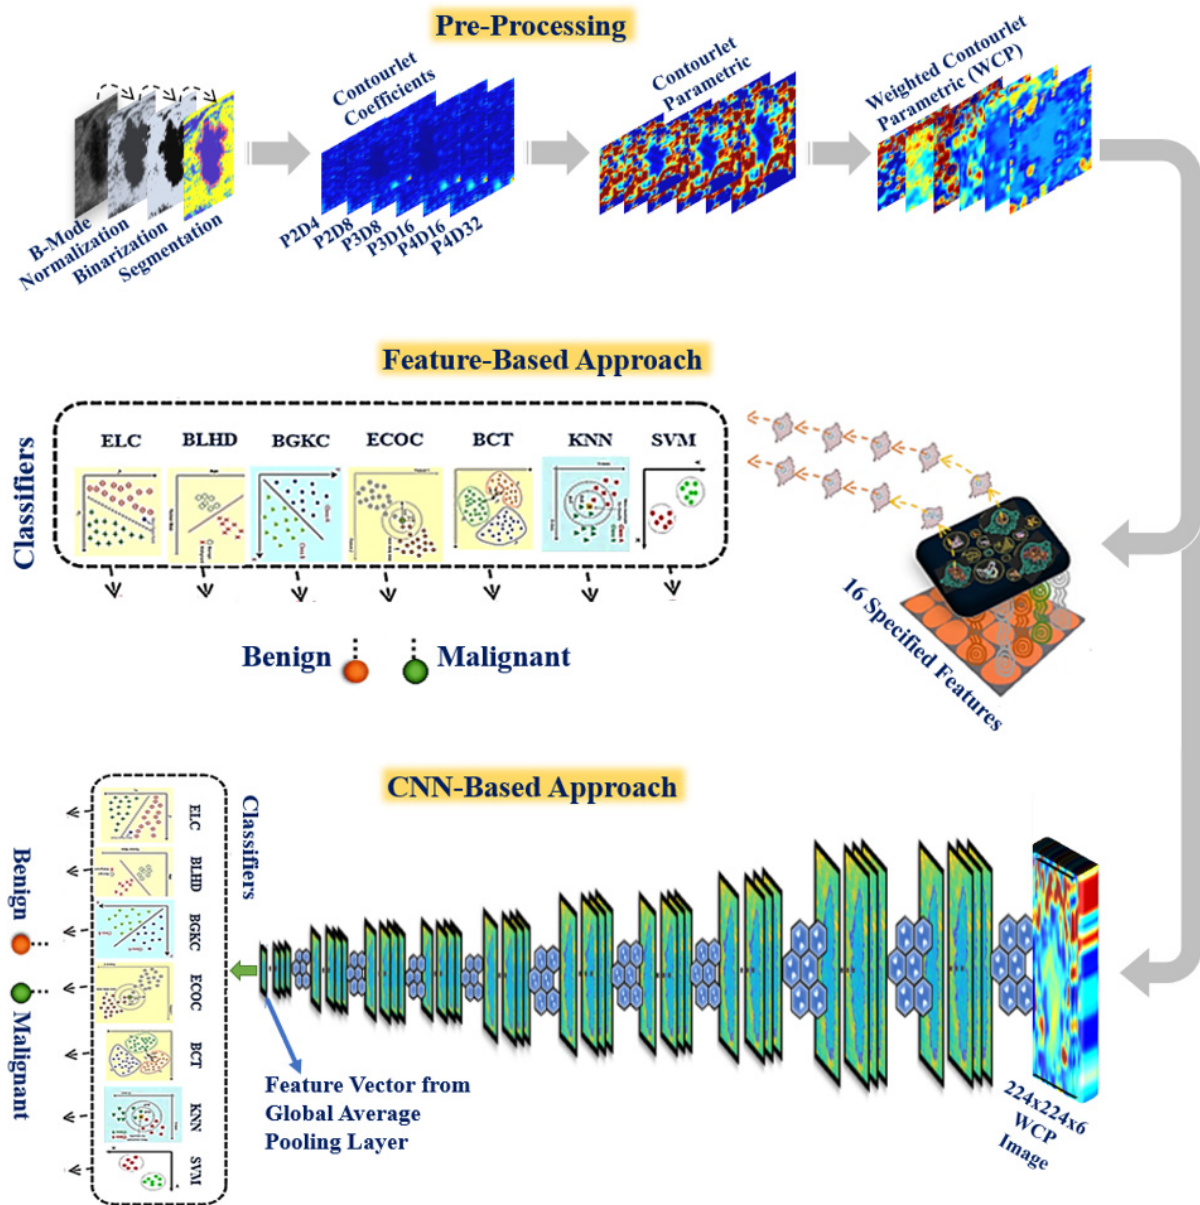 Pre-Processing
B-Mode
Normalization
Binarization
Segmentation
Contourlet
Coefficients
P2D4
P2D8
P3D8
P3D16
P4D16
P4D32
Contourlet
Parametric
Weighted Contourlet
Parametric (WCP)
Feature-Based Approach
Classifiers
ELC
BLHD
BGKC
ECOC
BCT
KNN
SVM
Benign
Malignant
16 Specified Features
CNN-Based Approach
Classifiers
ELC
BLHD
BGKC
ECOC
BCT
KNN
SVM
Benign
Malignant
Feature Vector from
Global Average
Pooling Layer
224x224x6
WCP
Image